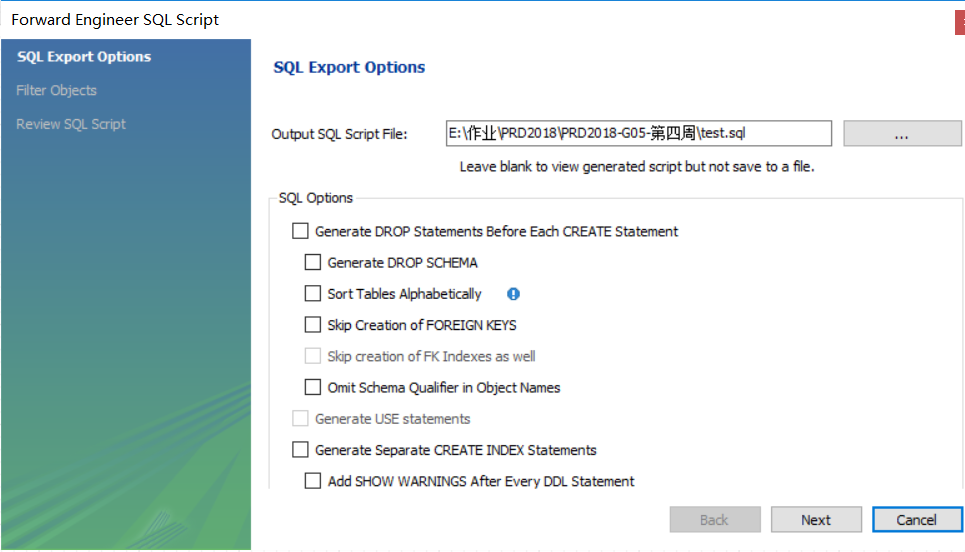 Forward Engineer SQL Script
SQL Export Options
Filter Objects
Review SQL Script
SQL Export Options
Output SQL Script File:
E:\作业\PRD2018\PRD2018-G05-第四周\test.sql
...
Leave blank to view generated script but not save to a file.
SQL Options
Generate DROP Statements Before Each CREATE Statement
Generate DROP SCHEMA
Sort Tables Alphabetically
Skip Creation of FOREIGN KEYS
Skip creation of FK Indexes as well
Omit Schema Qualifier in Object Names
Generate USE statements
Generate Separate CREATE INDEX Statements
Add SHOW WARNINGS After Every DDL Statement
Back
Next
Cancel